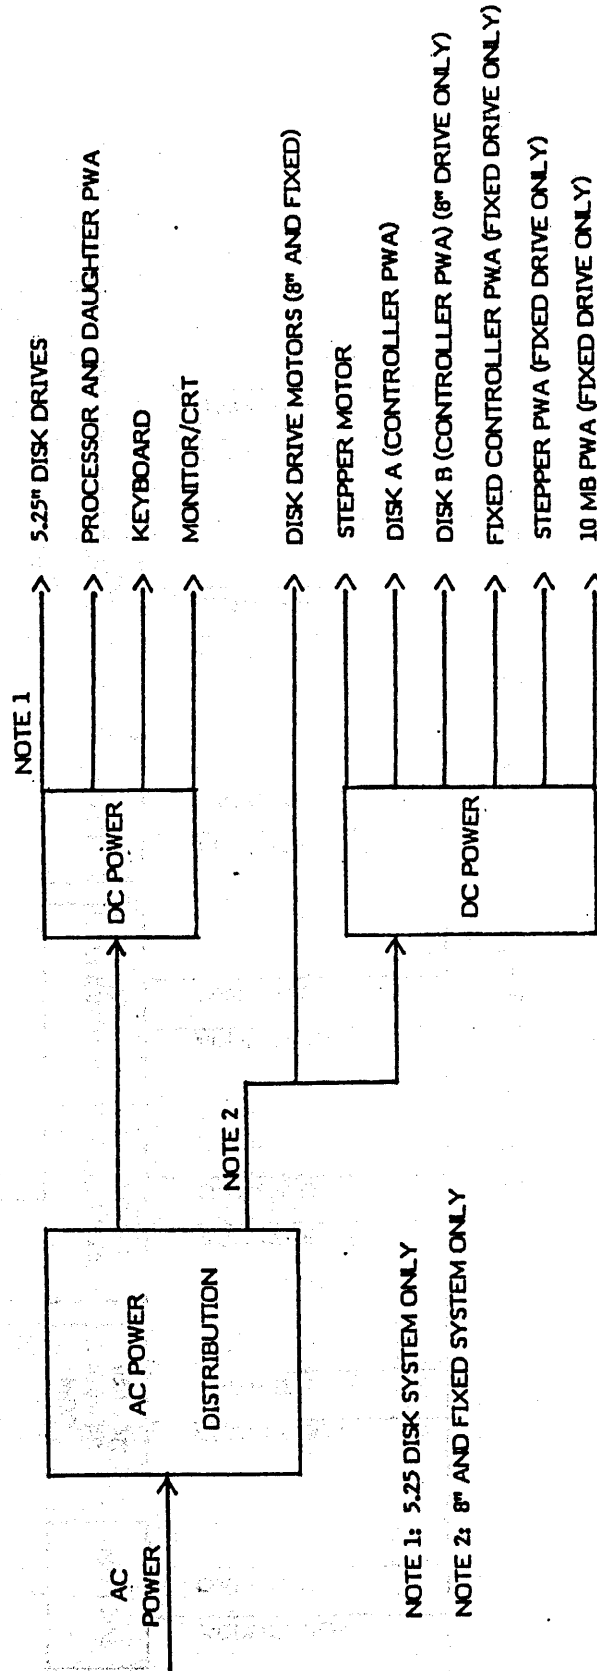 AC
POWER
AC POWER
DISTRIBUTION
NOTE 2
DC POWER
NOTE 1
5.25" DISK DRIVES
PROCESSOR AND DAUGHTER PWA
KEYBOARD
MONITOR/CRT
DISK DRIVE MOTORS (8" AND FIXED)
DC POWER
STEPPER MOTOR
DISK A (CONTROLLER PWA)
DISK B (CONTROLLER PWA) (8" DRIVE ONLY)
FIXED CONTROLLER PWA (FIXED DRIVE ONLY)
STEPPER PWA (FIXED DRIVE ONLY)
10 MB PWA (FIXED DRIVE ONLY)
NOTE 1: 5.25 DISK SYSTEM ONLY
NOTE 2: 8" AND FIXED SYSTEM ONLY